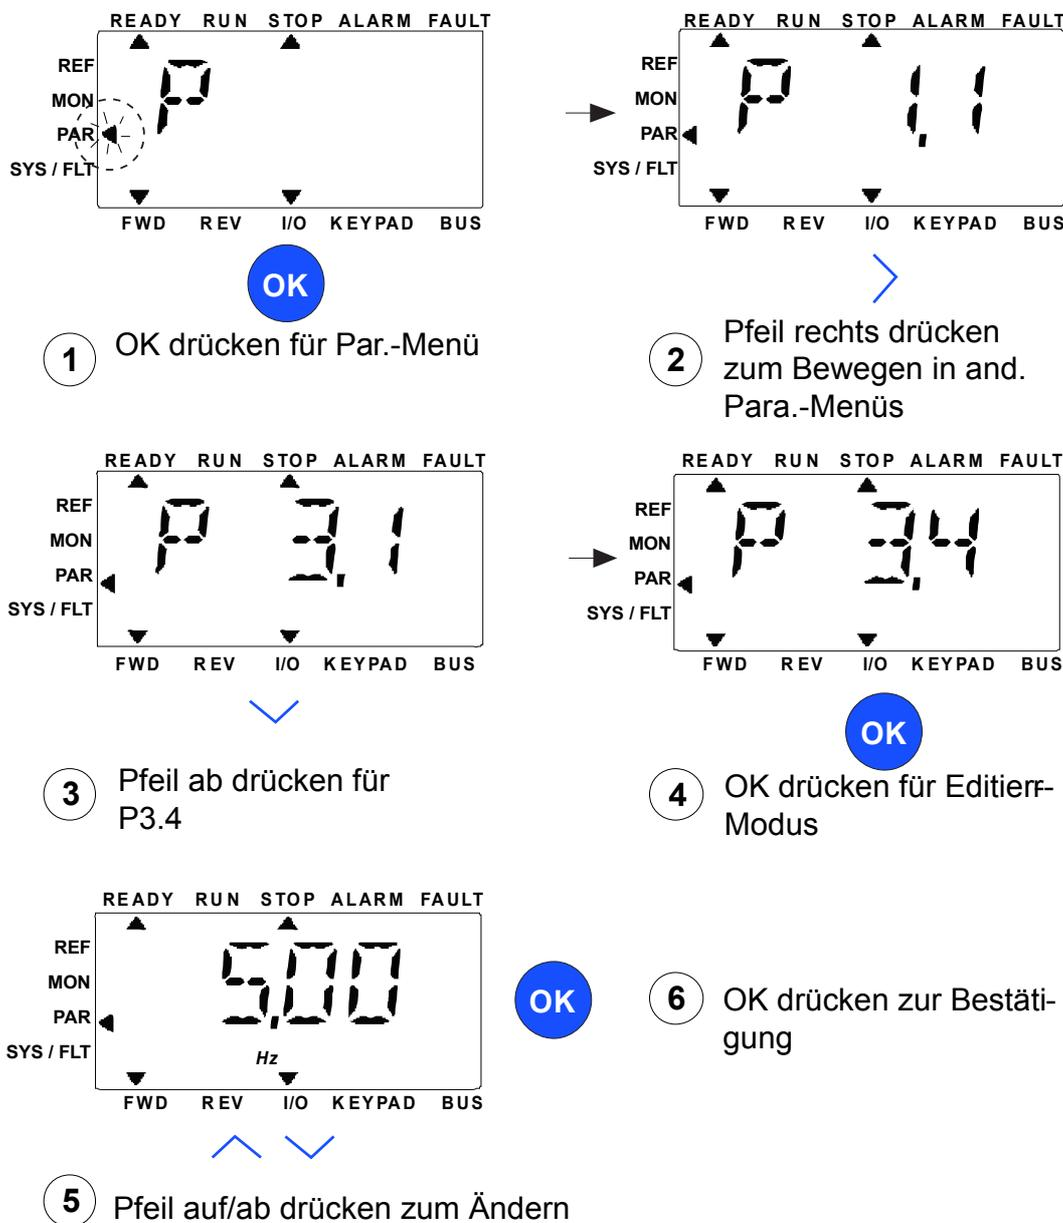 READY RUN STOP ALARM FAULT
REF
P
MON
PAR
SYS / FLT
FWD REV I/O KEYPAD BUS
OK
1
OK drücken für Par.-Menü
READY RUN STOP ALARM FAULT
REF
P 1,1
MON
PAR
SYS / FLT
FWD REV I/O KEYPAD BUS
2
Pfeil rechts drücken
zum Bewegen in and.
Para.-Menüs
READY RUN STOP ALARM FAULT
REF
P 3,1
MON
PAR
SYS / FLT
FWD REV I/O KEYPAD BUS
3
Pfeil ab drücken für
P3.4
READY RUN STOP ALARM FAULT
REF
P 3,4
MON
PAR
SYS / FLT
FWD REV I/O KEYPAD BUS
OK
4
OK drücken für Editierr-
Modus
READY RUN STOP ALARM FAULT
REF
5,00
MON
PAR
SYS / FLT
Hz
FWD REV I/O KEYPAD BUS
5
Pfeil auf/ab drücken zum Ändern
OK
6
OK drücken zur Bestäti-
gung